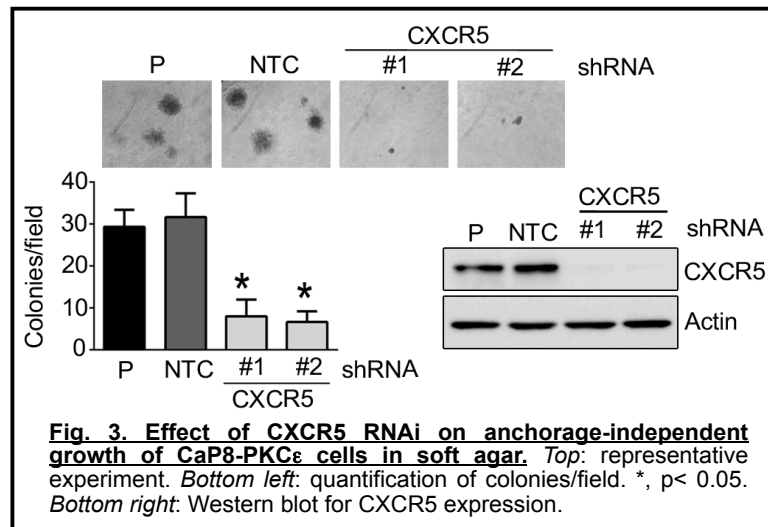 CXCR5
P NTC #1 #2 shRNA
40
30
20
10
0
Colonies/field
* *
P NTC #1 #2 shRNA
CXCR5
CXCR5
P NTC #1 #2 shRNA
CXCR5
Actin
Fig. 3. Effect of CXCR5 RNAi on anchorage-independent
growth of CaP8-PKCε cells in soft agar. Top: representative
experiment. Bottom left: quantification of colonies/field. *, p< 0.05.
Bottom right: Western blot for CXCR5 expression.